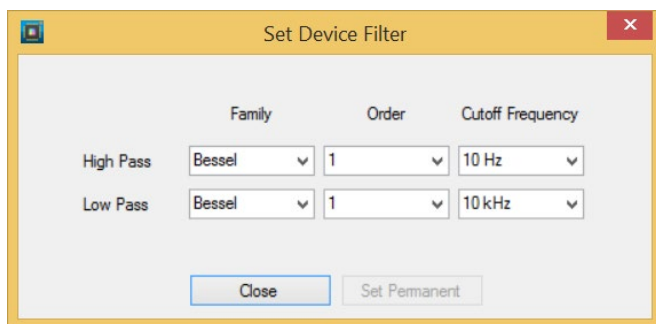 Set Device Filter
Family Order Cutoff Frequency
High Pass Bessel 1 10 Hz
Low Pass Bessel 1 10 kHz
Close Set Permanent